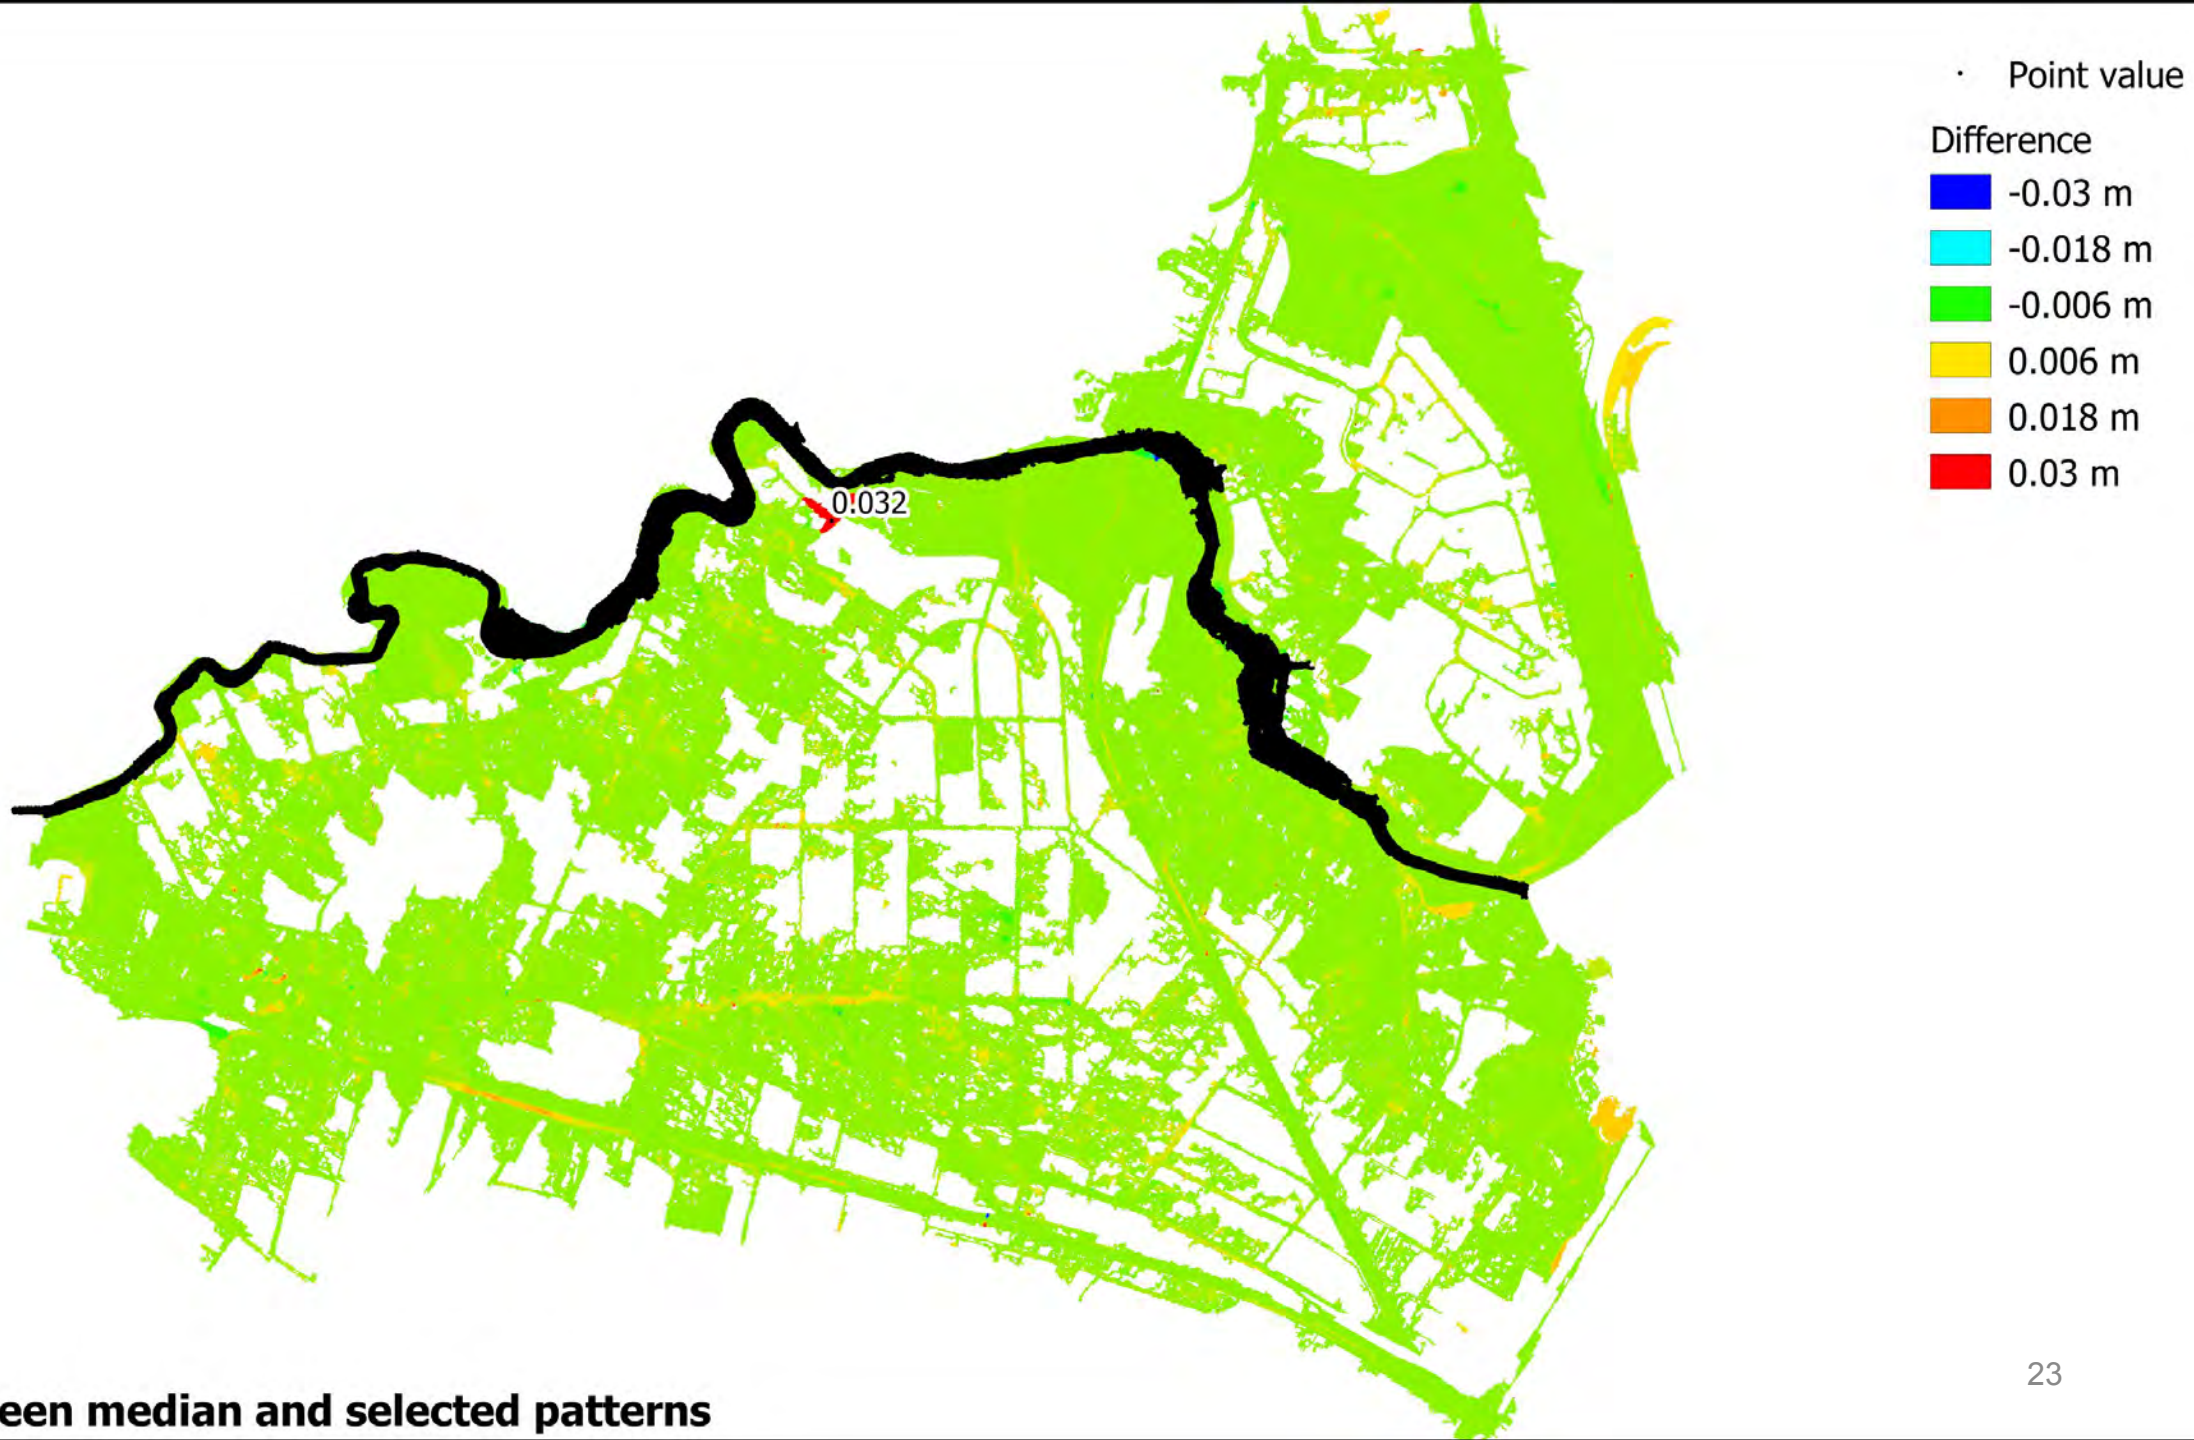 Point value
Difference
-0.03 m
-0.018 m
-0.006 m
0.006 m
0.018 m
0.03 m
0.032
23
een median and selected patterns